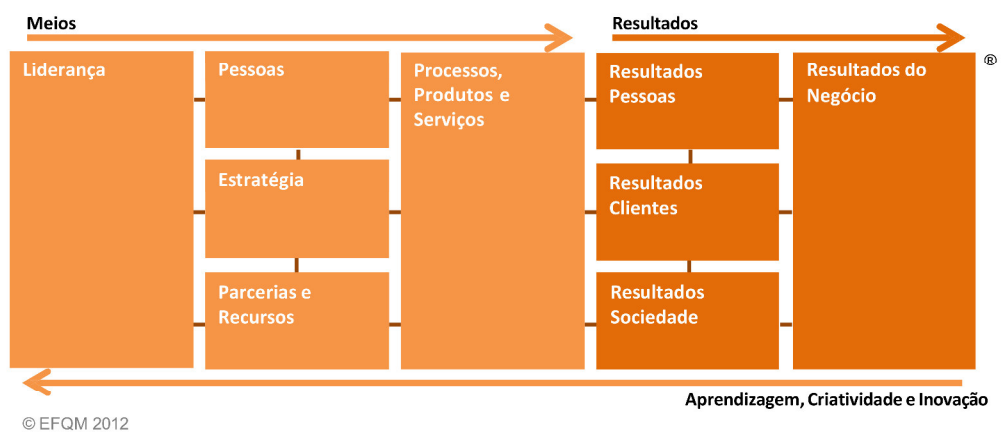 Meios
Resultados
Liderança
Pessoas
Processos,
Produtos e
Serviços
Resultados
Pessoas
Resultados do
Negócio
®
Estratégia
Resultados
Clientes
Parcerias e
Recursos
Resultados
Sociedade
Aprendizagem, Criatividade e Inovação
© EFQM 2012